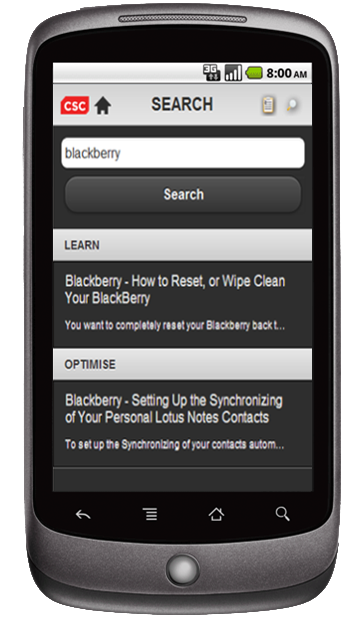 3G 8:00 AM
CSC SEARCH
blackberry
Search
LEARN
Blackberry - How to Reset, or Wipe Clean
Your BlackBerry
You want to completely reset your Blackberry back t...
OPTIMISE
Blackberry - Setting Up the Synchronizing
of Your Personal Lotus Notes Contacts
To set up the Synchronizing of your contacts autom...